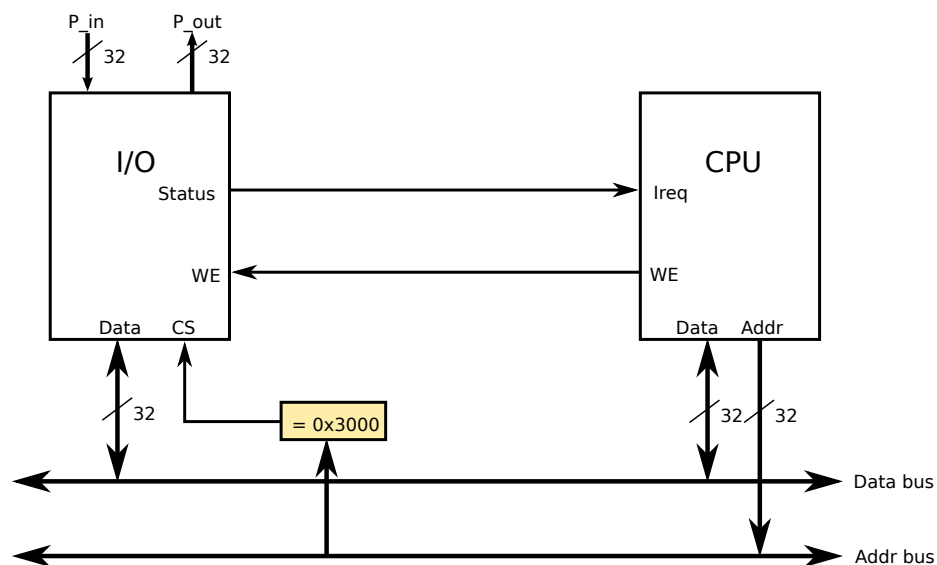 P_in P_out
32 32
I/O CPU
Status Ireq
WE WE
Data CS Data Addr
32 32 32
= 0x3000
Data bus
Addr bus